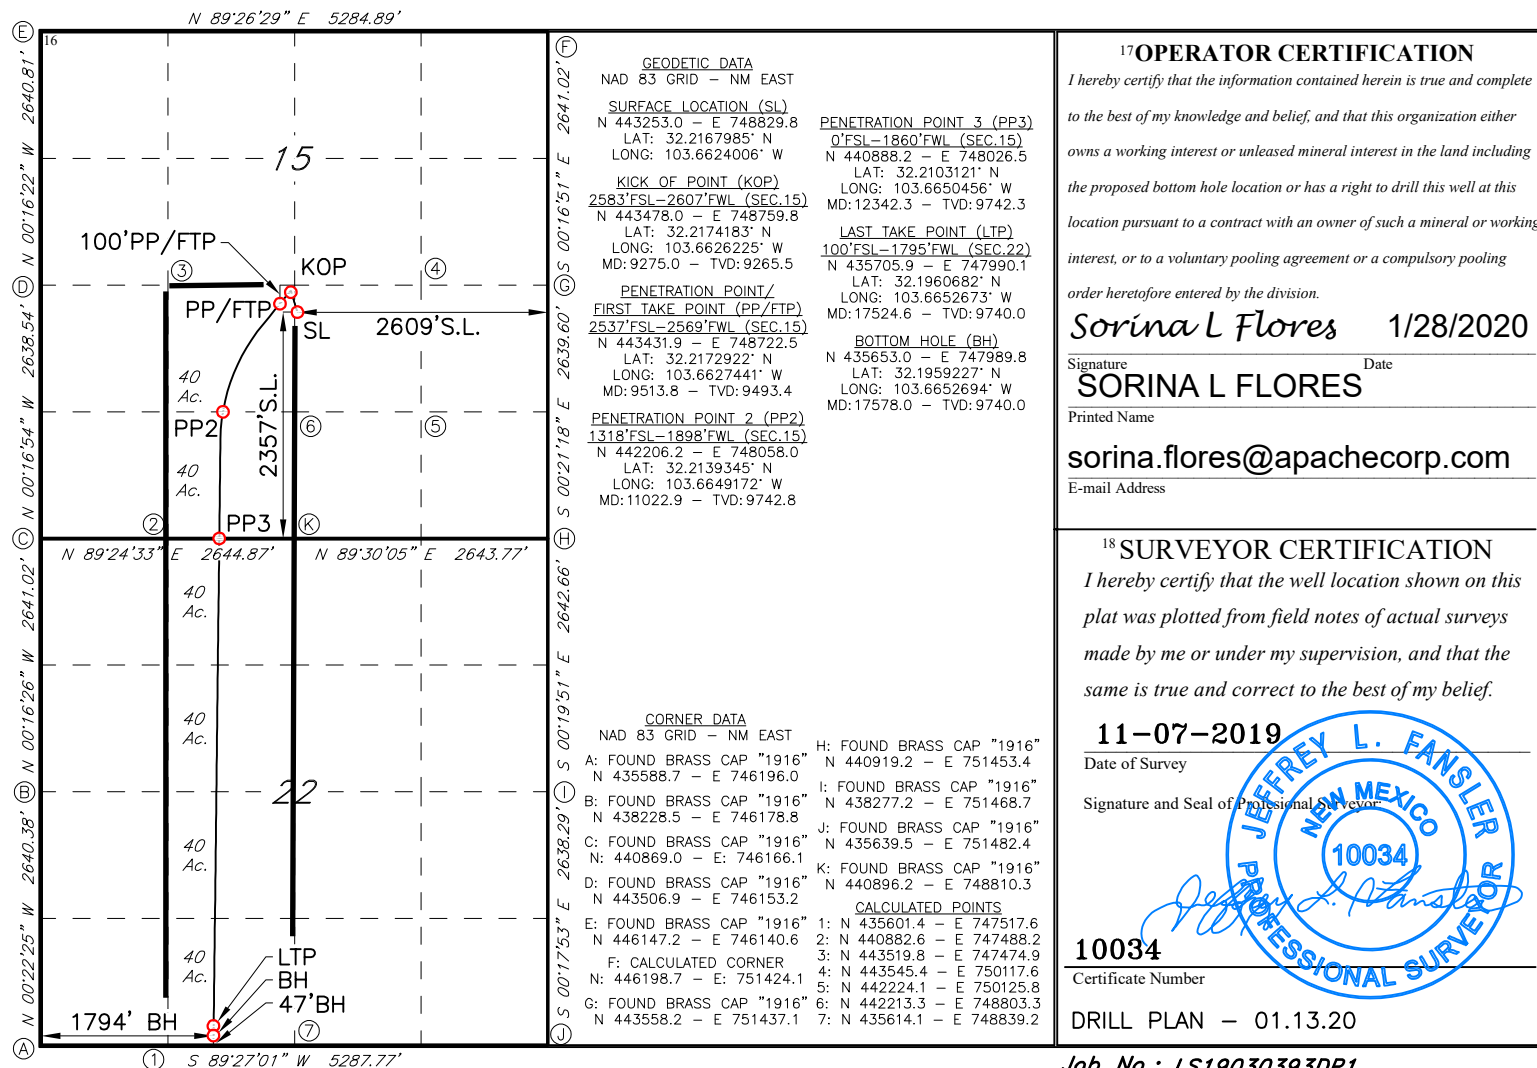 N 89°26'29" E 5284.89'
E
16
F
N 00°16'22" W 2640.81'
S 00°16'51" E 2641.02'
15
100'PP/FTP
3
KOP
4
D
G
PP/FTP
SL
2609'S.L.
N 00°16'54" W 2638.54'
S 00°21'18" E 2639.60'
40
Ac.
2357'S.L.
PP2
6
5
40
Ac.
2
PP3
K
C
H
N 89°24'33" E 2644.87'
N 89°30'05" E 2643.77'
N 00°16'26" W 2641.02'
S 00°19'51" E 2642.66'
40
Ac.
40
Ac.
B
22
I
N 00°22'25" W 2640.38'
S 00°17'53" E 2638.29'
40
Ac.
40
Ac.
LTP
BH
47'BH
1794' BH
7
A
J
1
S 89°27'01" W 5287.77'
GEODETIC DATA
NAD 83 GRID – NM EAST
SURFACE LOCATION (SL)
N 443253.0 – E 748829.8
LAT: 32.2167985° N
LONG: 103.6624006° W
KICK OF POINT (KOP)
2583'FSL–2607'FWL (SEC.15)
N 443478.0 – E 748759.8
LAT: 32.2174183° N
LONG: 103.6626225° W
MD:9275.0 – TVD:9265.5
PENETRATION POINT/
FIRST TAKE POINT (PP/FTP)
2537'FSL–2569'FWL (SEC.15)
N 443431.9 – E 748722.5
LAT: 32.2172922° N
LONG: 103.6627441° W
MD:9513.8 – TVD:9493.4
PENETRATION POINT 2 (PP2)
1318'FSL–1898'FWL (SEC.15)
N 442206.2 – E 748058.0
LAT: 32.2139345° N
LONG: 103.6649172° W
MD:11022.9 – TVD:9742.8
PENETRATION POINT 3 (PP3)
0'FSL–1860'FWL (SEC.15)
N 440888.2 – E 748026.5
LAT: 32.2103121° N
LONG: 103.6650456° W
MD:12342.3 – TVD:9742.3
LAST TAKE POINT (LTP)
100'FSL–1795'FWL (SEC.22)
N 435705.9 – E 747990.1
LAT: 32.1960682° N
LONG: 103.6652673° W
MD:17524.6 – TVD:9740.0
BOTTOM HOLE (BH)
N 435653.0 – E 747989.8
LAT: 32.1959227° N
LONG: 103.6652694° W
MD:17578.0 – TVD:9740.0
CORNER DATA
NAD 83 GRID – NM EAST
A: FOUND BRASS CAP "1916"
N 435588.7 – E 746196.0
B: FOUND BRASS CAP "1916"
N 438228.5 – E 746178.8
C: FOUND BRASS CAP "1916"
N: 440869.0 – E: 746166.1
D: FOUND BRASS CAP "1916"
N 443506.9 – E 746153.2
E: FOUND BRASS CAP "1916"
N 446147.2 – E 746140.6
F: CALCULATED CORNER
N: 446198.7 – E: 751424.1
G: FOUND BRASS CAP "1916"
N 443558.2 – E 751437.1
H: FOUND BRASS CAP "1916"
N 440919.2 – E 751453.4
I: FOUND BRASS CAP "1916"
N 438277.2 – E 751468.7
J: FOUND BRASS CAP "1916"
N 435639.5 – E 751482.4
K: FOUND BRASS CAP "1916"
N 440896.2 – E 748810.3
CALCULATED POINTS
1: N 435601.4 – E 747517.6
2: N 440882.6 – E 747488.2
3: N 443519.8 – E 747474.9
4: N 443545.4 – E 750117.6
5: N 442224.1 – E 750125.8
6: N 442213.3 – E 748803.3
7: N 435614.1 – E 748839.2
17 OPERATOR CERTIFICATION
I hereby certify that the information contained herein is true and complete
to the best of my knowledge and belief, and that this organization either
owns a working interest or unleased mineral interest in the land including
the proposed bottom hole location or has a right to drill this well at this
location pursuant to a contract with an owner of such a mineral or working
interest, or to a voluntary pooling agreement or a compulsory pooling
order heretofore entered by the division.
Sorina L Flores 1/28/2020
Signature Date
SORINA L FLORES
Printed Name
sorina.flores@apachecorp.com
E-mail Address
18 SURVEYOR CERTIFICATION
I hereby certify that the well location shown on this
plat was plotted from field notes of actual surveys
made by me or under my supervision, and that the
same is true and correct to the best of my belief.
11-07-2019
Date of Survey
Signature and Seal of Profesional Surveyor:
JEFFREY L. FANSLER
NEW MEXICO
10034
PROFESSIONAL SURVEYOR
Jeffrey L. Fansler
10034
Certificate Number
DRILL PLAN – 01.13.20
Job No.: LS19030393DP1